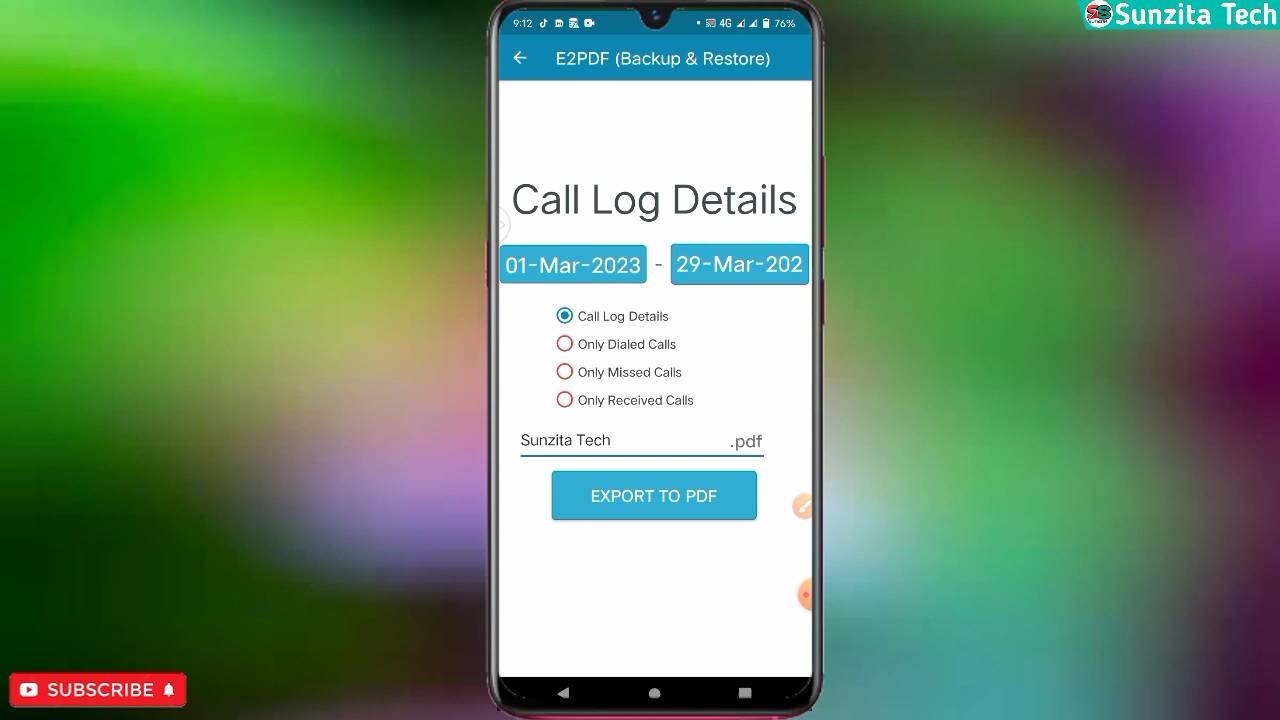 Sunzita Tech
9:12
4G
76%
E2PDF (Backup & Restore)
Call Log Details
01-Mar-2023 - 29-Mar-202
Call Log Details
Only Dialed Calls
Only Missed Calls
Only Received Calls
Sunzita Tech .pdf
EXPORT TO PDF
SUBSCRIBE